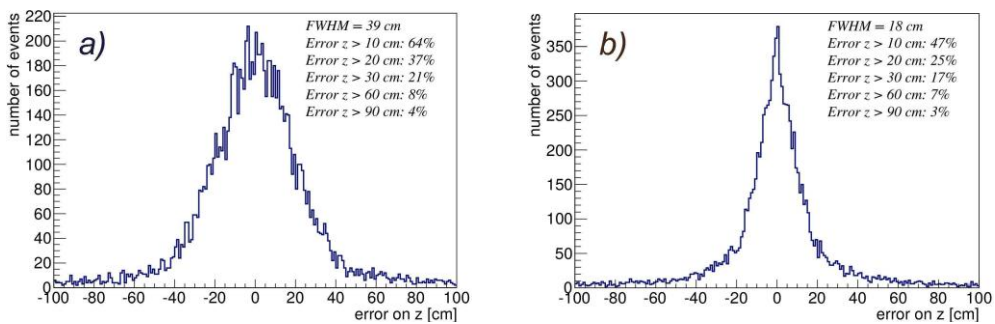 a)
FWHM = 39 cm
Error z > 10 cm: 64%
Error z > 20 cm: 37%
Error z > 30 cm: 21%
Error z > 60 cm: 8%
Error z > 90 cm: 4%
number of events
220
200
180
160
140
120
100
80
60
40
20
0
-100 -80 -60 -40 -20 0 20 40 60 80 100
error on z [cm]
b)
FWHM = 18 cm
Error z > 10 cm: 47%
Error z > 20 cm: 25%
Error z > 30 cm: 17%
Error z > 60 cm: 7%
Error z > 90 cm: 3%
number of events
350
300
250
200
150
100
50
0
-100 -80 -60 -40 -20 0 20 40 60 80 100
error on z [cm]